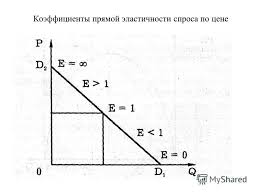 Коэффициенты прямой эластичности спроса по цене
P
D₂
E = ∞
E > 1
E = 1
E < 1
E = 0
0
D₁
Q
MyShared